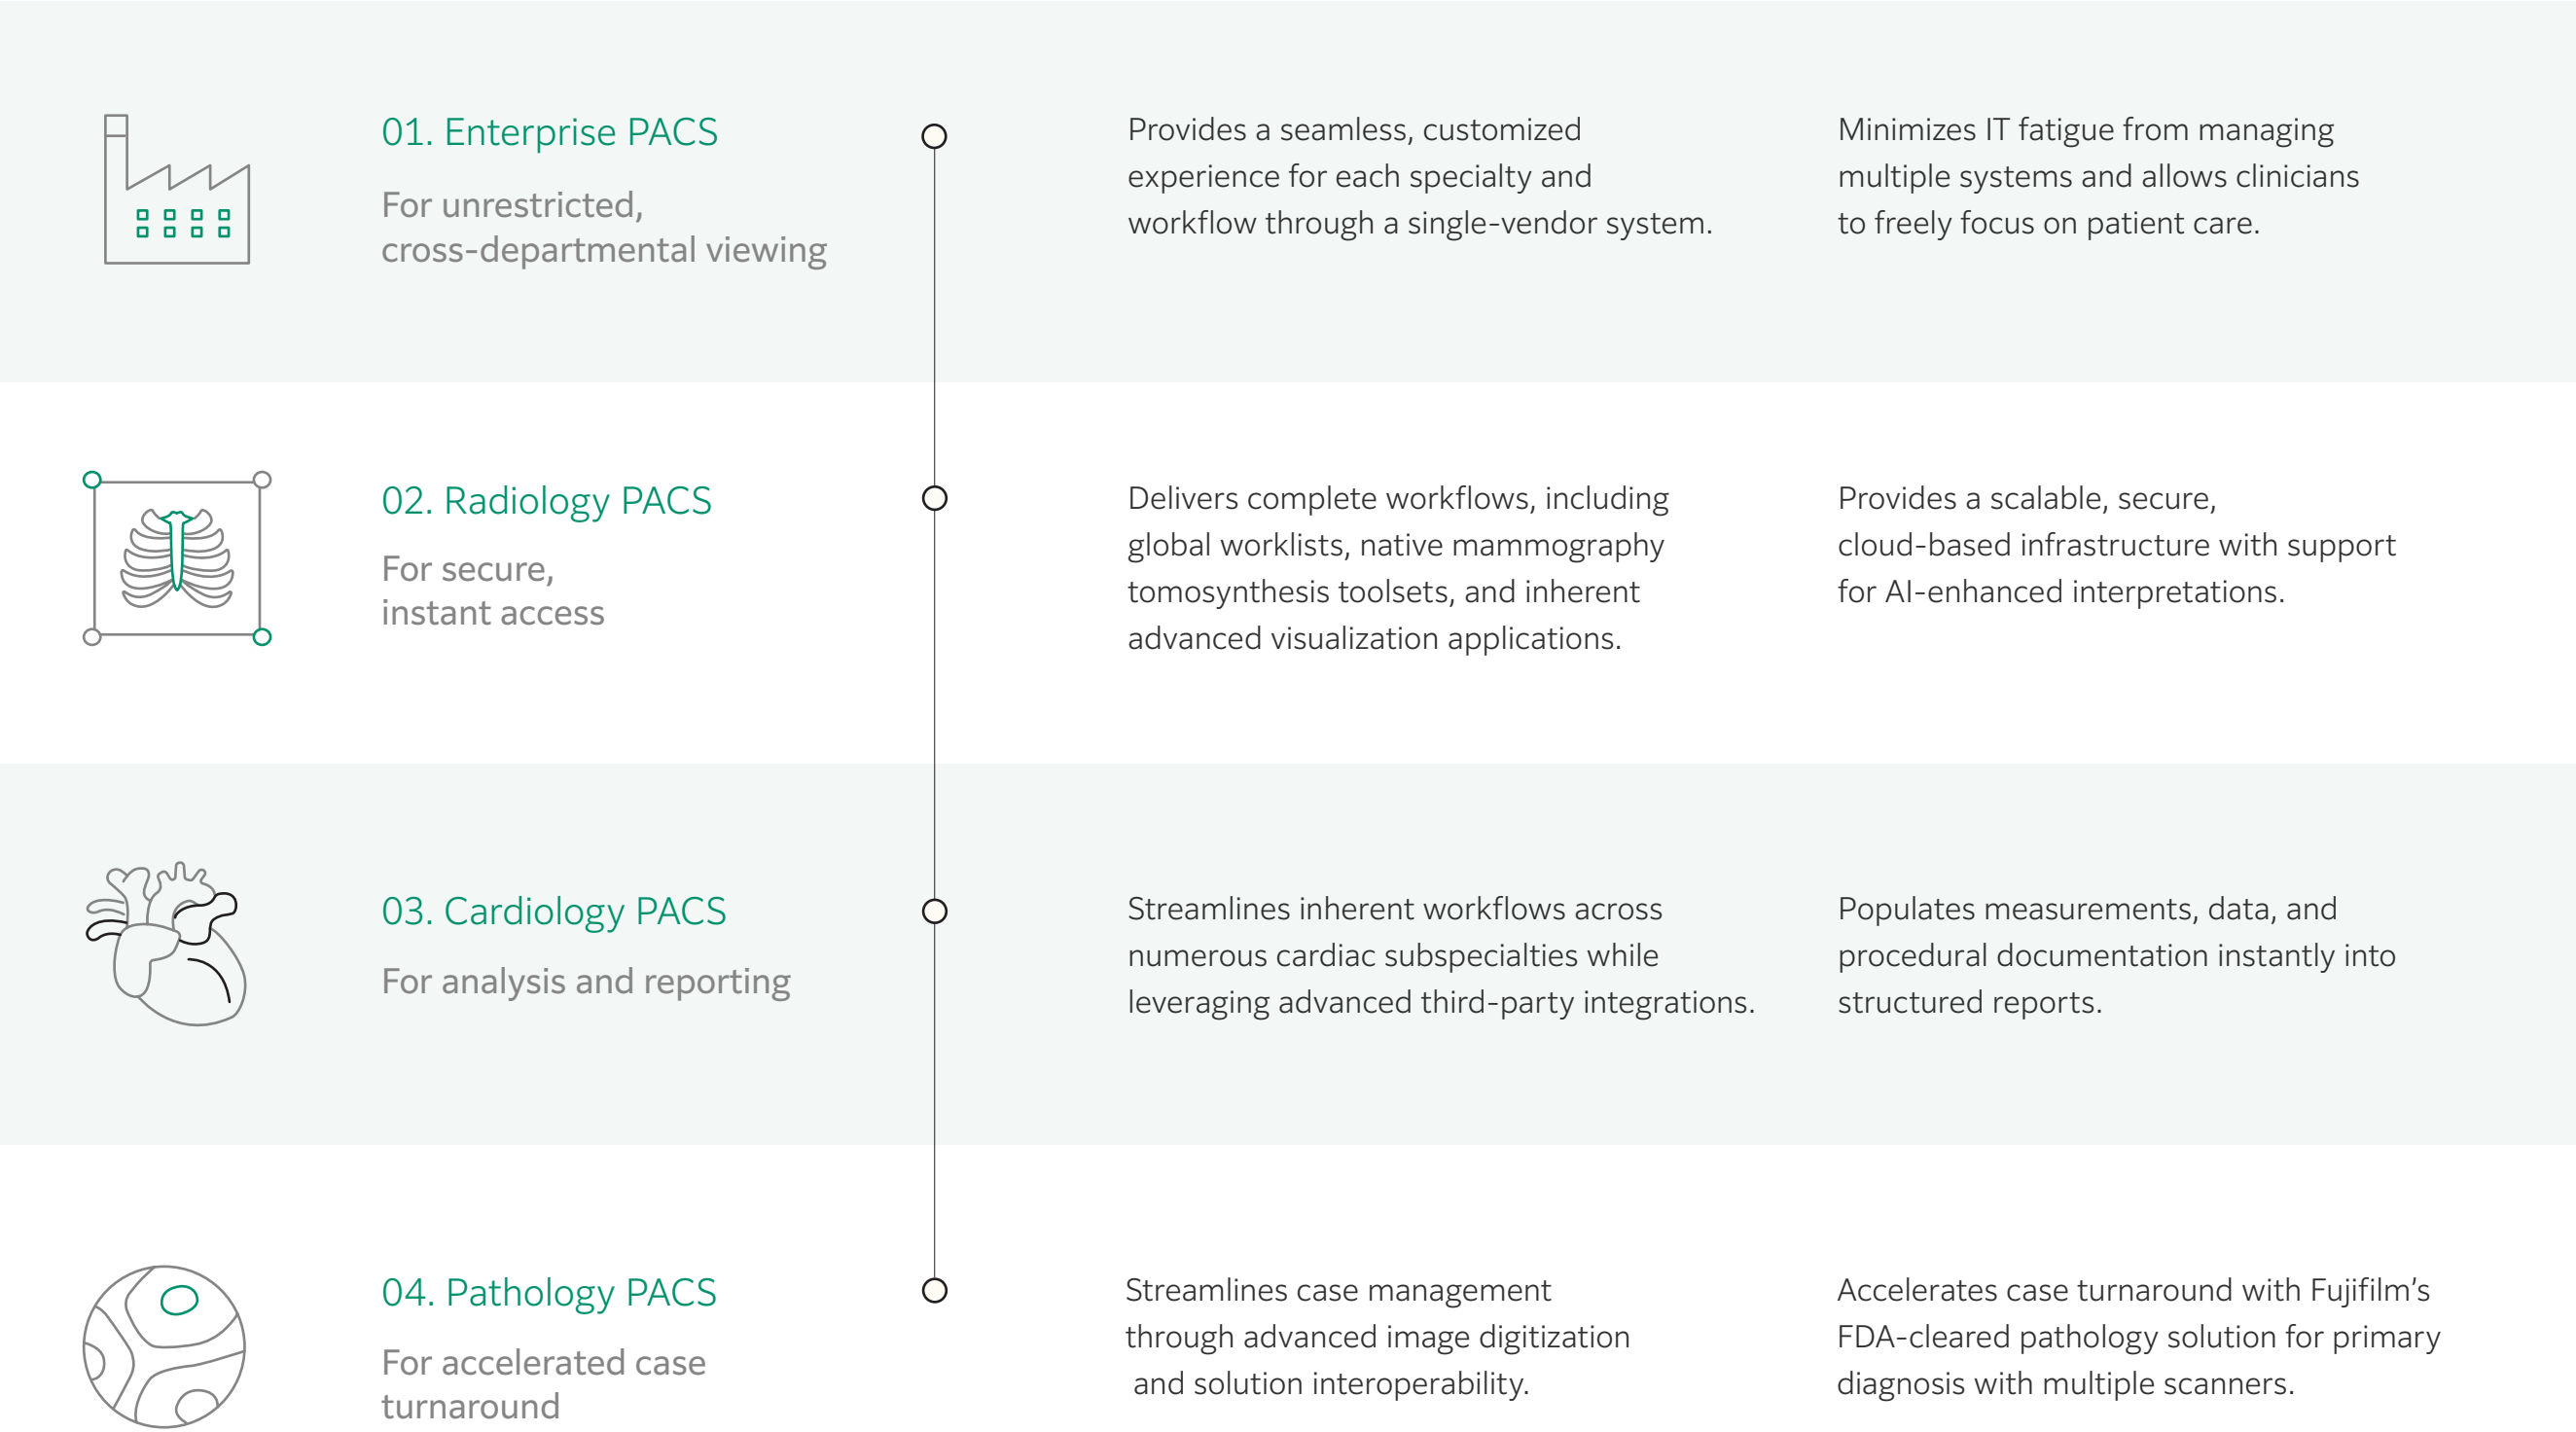 01. Enterprise PACS
For unrestricted,
cross-departmental viewing
Provides a seamless, customized
experience for each specialty and
workflow through a single-vendor system.
Minimizes IT fatigue from managing
multiple systems and allows clinicians
to freely focus on patient care.
02. Radiology PACS
For secure,
instant access
Delivers complete workflows, including
global worklists, native mammography
tomosynthesis toolsets, and inherent
advanced visualization applications.
Provides a scalable, secure,
cloud-based infrastructure with support
for AI-enhanced interpretations.
03. Cardiology PACS
For analysis and reporting
Streamlines inherent workflows across
numerous cardiac subspecialties while
leveraging advanced third-party integrations.
Populates measurements, data, and
procedural documentation instantly into
structured reports.
04. Pathology PACS
For accelerated case
turnaround
Streamlines case management
through advanced image digitization
and solution interoperability.
Accelerates case turnaround with Fujifilm’s
FDA-cleared pathology solution for primary
diagnosis with multiple scanners.